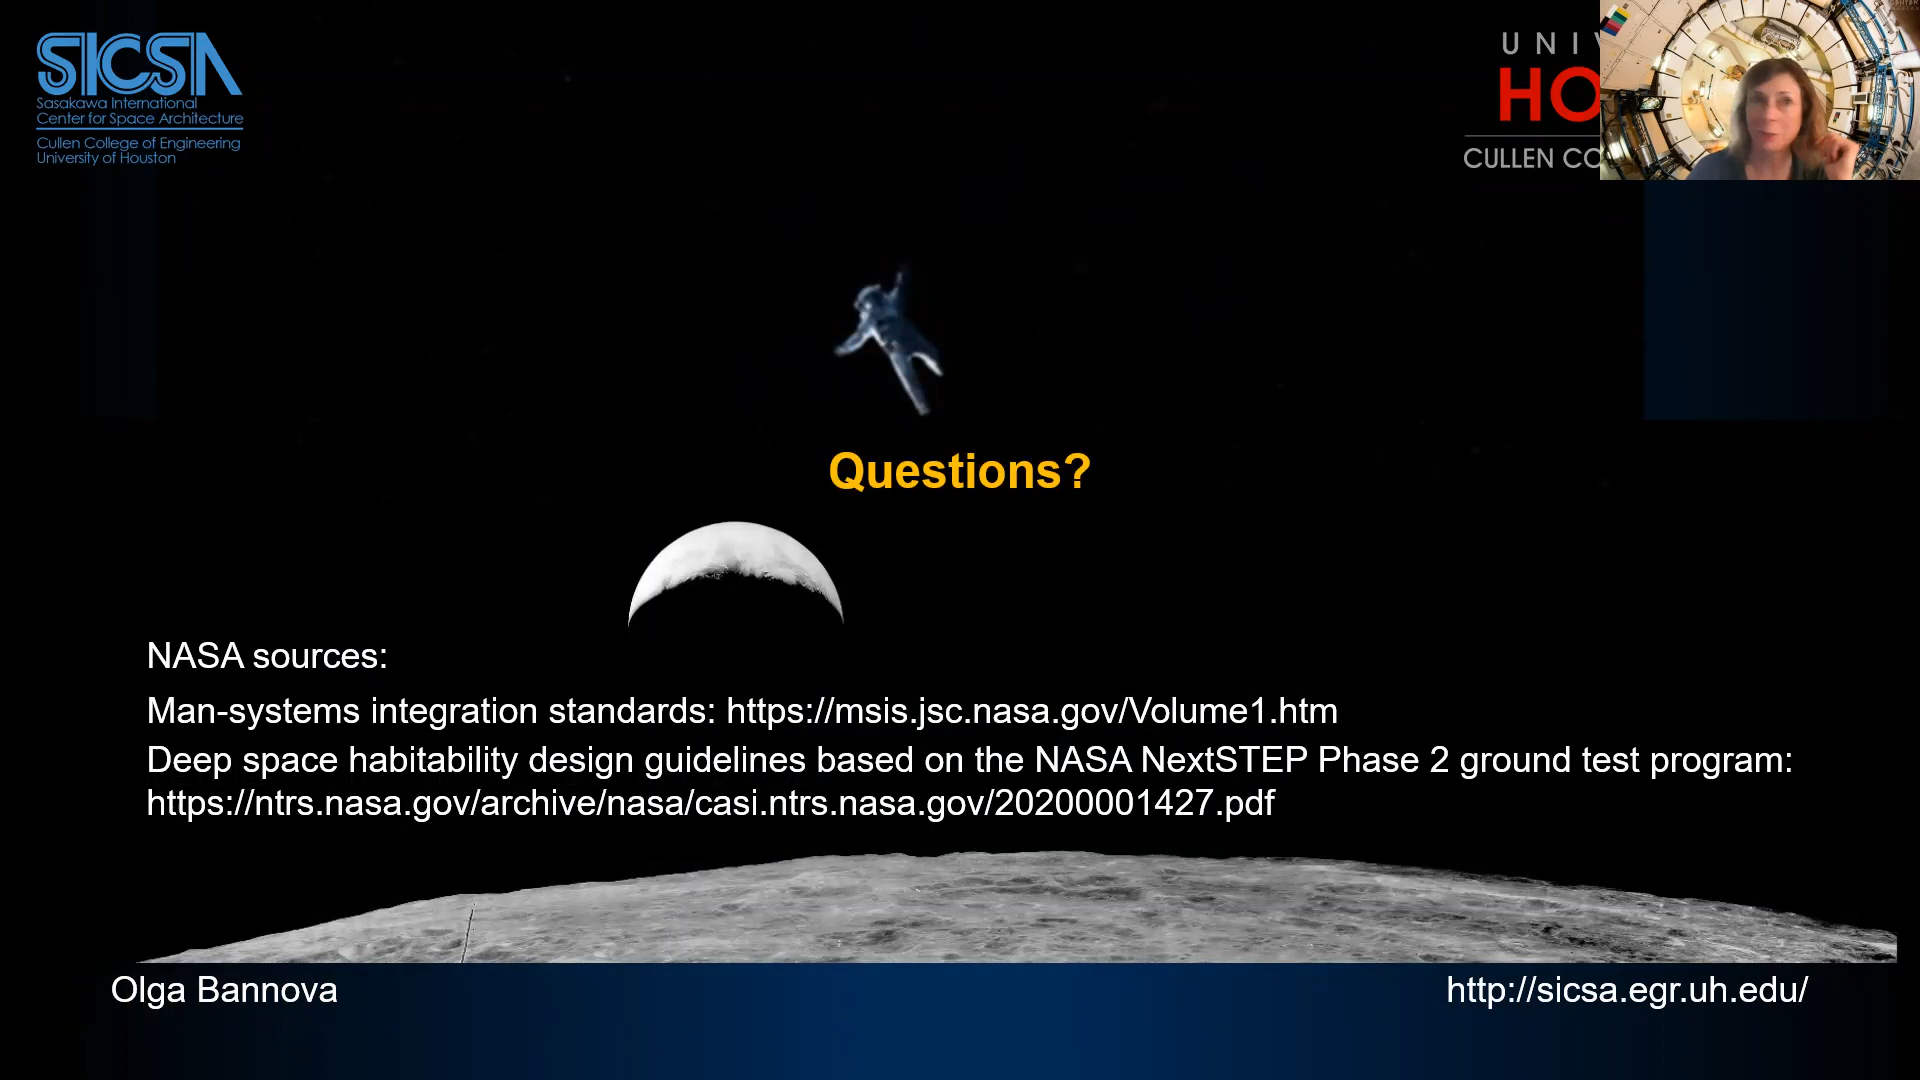 SICSA
Sasakawa International
Center for Space Architecture
Cullen College of Engineering
University of Houston
UNIV
HO
CULLEN CO
Questions?
NASA sources:
Man-systems integration standards: https://msis.jsc.nasa.gov/Volume1.htm
Deep space habitability design guidelines based on the NASA NextSTEP Phase 2 ground test program:
https://ntrs.nasa.gov/archive/nasa/casi.ntrs.nasa.gov/20200001427.pdf
Olga Bannova
http://sicsa.egr.uh.edu/